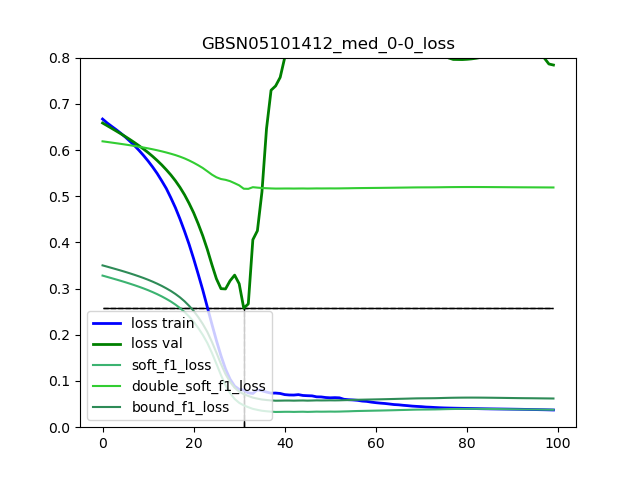 GBSN05101412_med_0-0_loss
0.8
0.7
0.6
0.5
0.4
0.3
0.2
0.1
0.0
loss train
loss val
soft_f1_loss
double_soft_f1_loss
bound_f1_loss
0 20 40 60 80 100